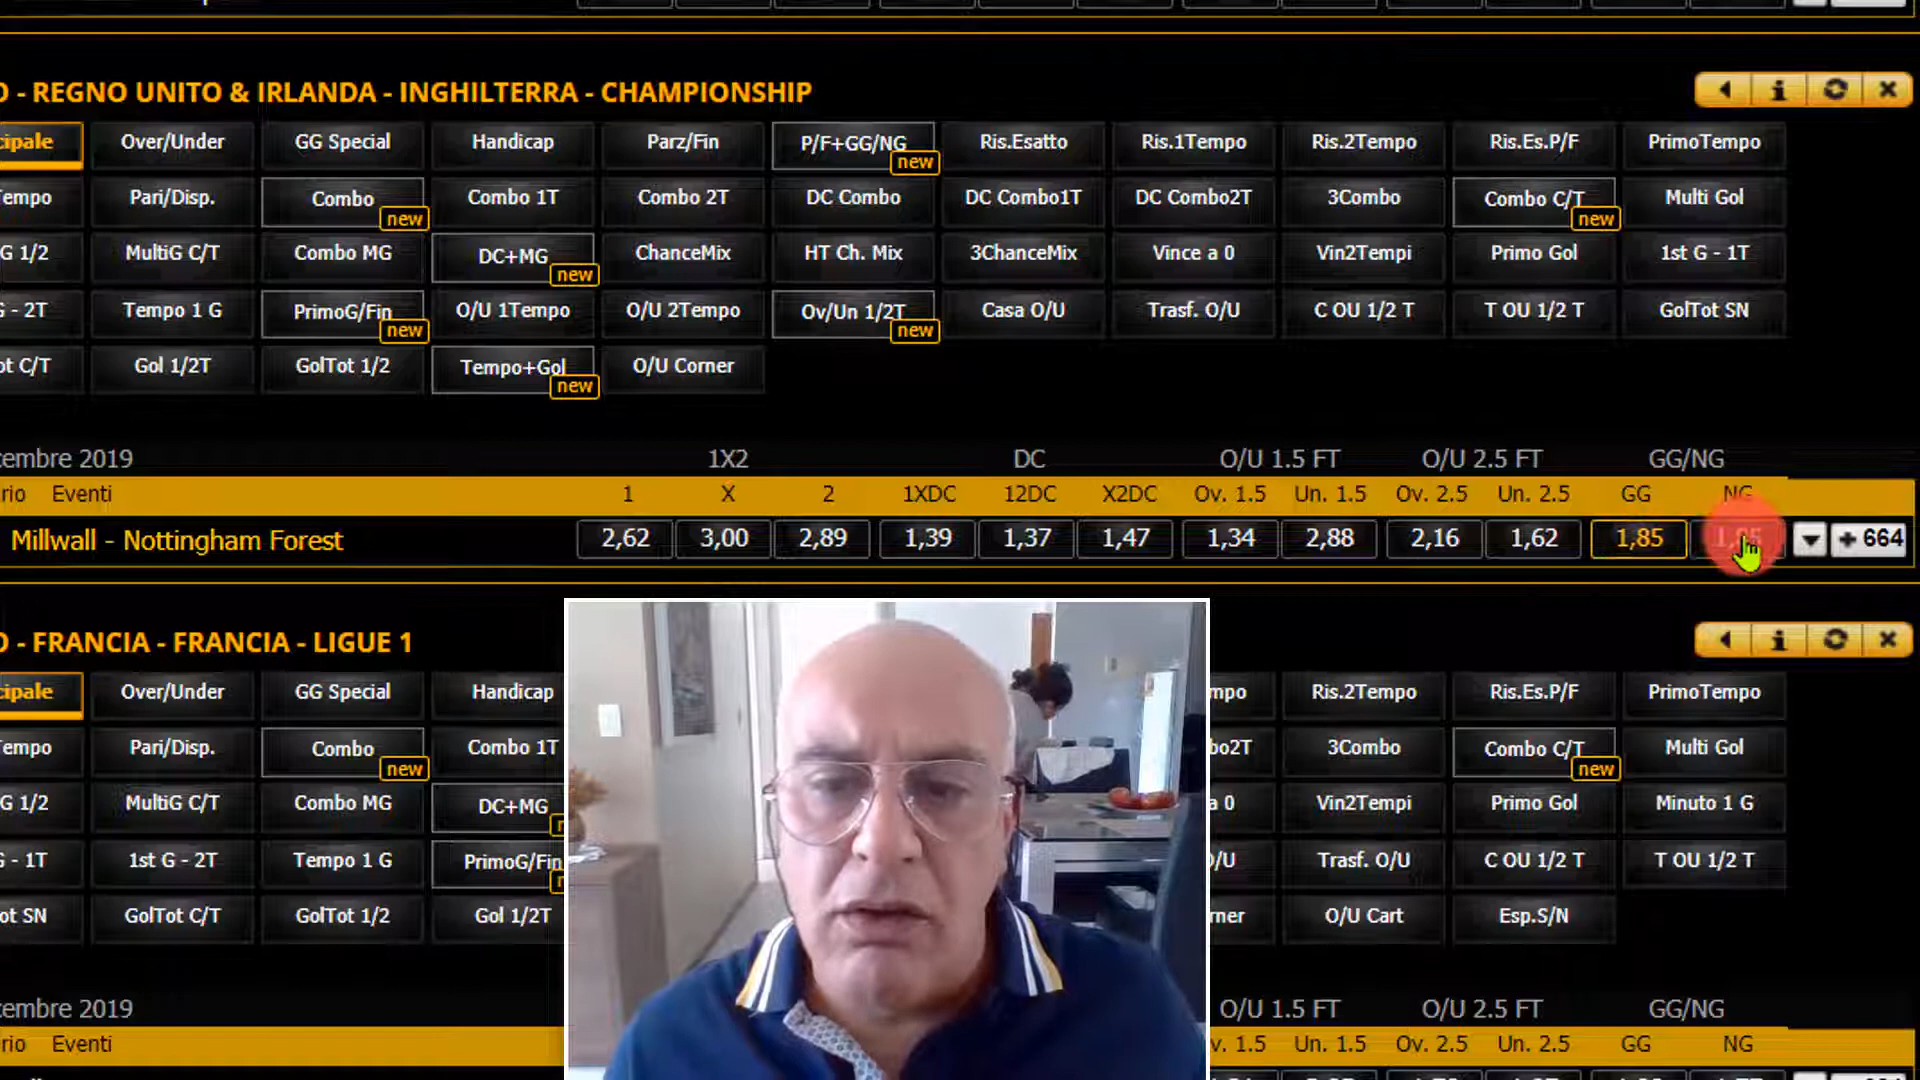 - REGNO UNITO & IRLANDA - INGHILTERRA - CHAMPIONSHIP
cipale Over/Under GG Special Handicap Parz/Fin P/F+GG/NG new Ris.Esatto Ris.1Tempo Ris.2Tempo Ris.Es.P/F PrimoTempo
Tempo Pari/Disp. Combo new Combo 1T Combo 2T DC Combo DC Combo1T DC Combo2T 3Combo Combo C/T new Multi Gol
G 1/2 MultiG C/T Combo MG DC+MG new ChanceMix HT Ch. Mix 3ChanceMix Vince a 0 Vin2Tempi Primo Gol 1st G - 1T
G - 2T Tempo 1 G PrimoG/Fin new O/U 1Tempo O/U 2Tempo Ov/Un 1/2T new Casa O/U Trasf. O/U C OU 1/2 T T OU 1/2 T GolTot SN
ot C/T Gol 1/2T GolTot 1/2 Tempo+Gol new O/U Corner
cembre 2019 1X2 DC O/U 1.5 FT O/U 2.5 FT GG/NG
rio Eventi 1 X 2 1XDC 12DC X2DC Ov. 1.5 Un. 1.5 Ov. 2.5 Un. 2.5 GG NG
Millwall - Nottingham Forest 2,62 3,00 2,89 1,39 1,37 1,47 1,34 2,88 2,16 1,62 1,85 + 664
- FRANCIA - FRANCIA - LIGUE 1
cipale Over/Under GG Special Handicap mpo Ris.2Tempo Ris.Es.P/F PrimoTempo
Tempo Pari/Disp. Combo new Combo 1T bo2T 3Combo Combo C/T new Multi Gol
G 1/2 MultiG C/T Combo MG DC+MG a 0 Vin2Tempi Primo Gol Minuto 1 G
G - 1T 1st G - 2T Tempo 1 G PrimoG/Fin O/U Trasf. O/U C OU 1/2 T T OU 1/2 T
ot SN GolTot C/T GolTot 1/2 Gol 1/2T rner O/U Cart Esp.S/N
cembre 2019 O/U 1.5 FT O/U 2.5 FT GG/NG
rio Eventi v. 1.5 Un. 1.5 Ov. 2.5 Un. 2.5 GG NG